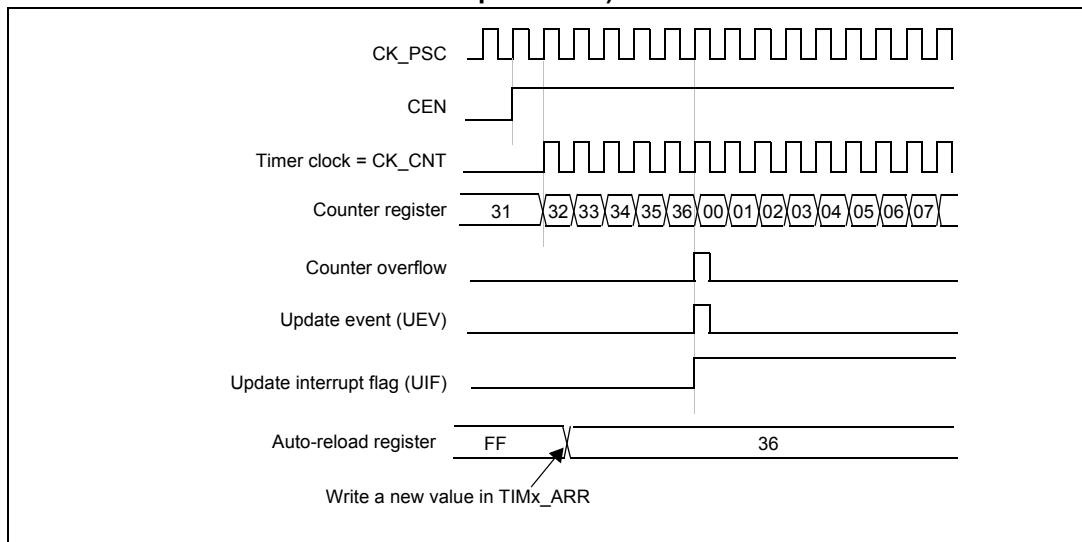 CK_PSC
CEN
Timer clock = CK_CNT
Counter register 31 32 33 34 35 36 00 01 02 03 04 05 06 07
Counter overflow
Update event (UEV)
Update interrupt flag (UIF)
Auto-reload register FF 36
Write a new value in TIMx_ARR